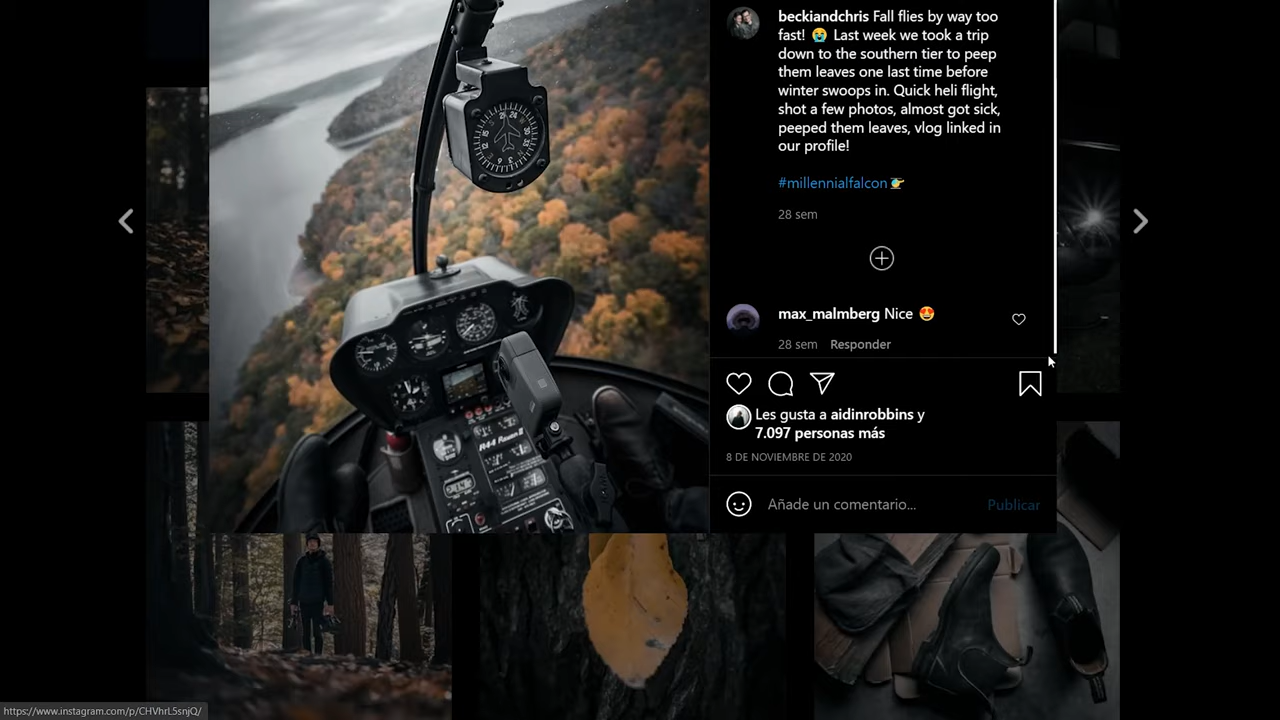 beckiandchris Fall flies by way too
fast! 😭 Last week we took a trip
down to the southern tier to peep
them leaves one last time before
winter swoops in. Quick heli flight,
shot a few photos, almost got sick,
peeped them leaves, vlog linked in
our profile!
#millennialfalcon
28 sem
max_malmberg Nice 😍
28 sem Responder
Les gusta a aidinrobbins y
7.097 personas más
8 DE NOVIEMBRE DE 2020
Añade un comentario... Publicar
R44 Raven II
https://www.instagram.com/p/CHVhrL5snjQ/